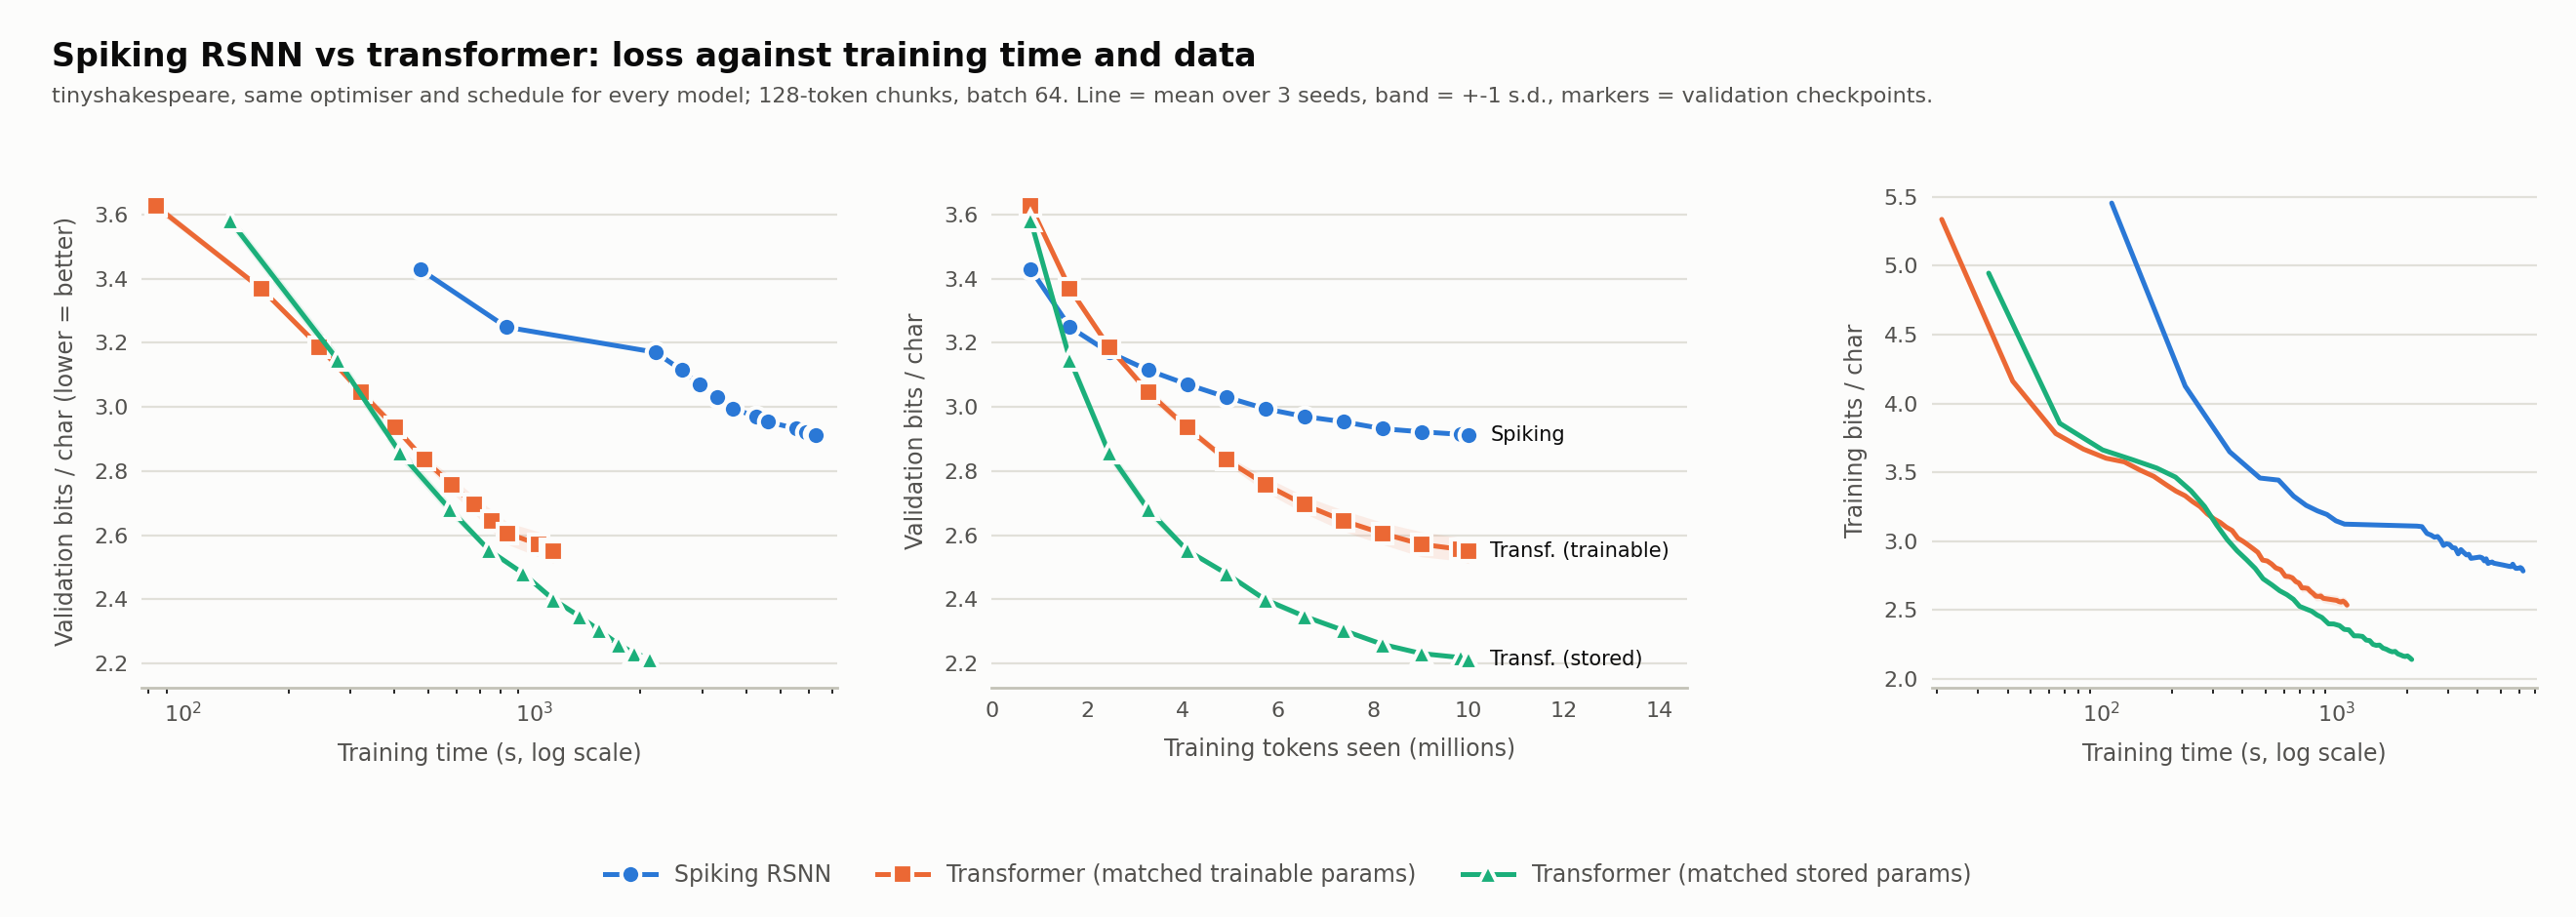 Spiking RSNN vs transformer: loss against training time and data
tinyshakespeare, same optimiser and schedule for every model; 128-token chunks, batch 64. Line = mean over 3 seeds, band = +-1 s.d., markers = validation checkpoints.
Validation bits / char (lower = better)
3.6
3.4
3.2
3.0
2.8
2.6
2.4
2.2
10²
10³
Training time (s, log scale)
Validation bits / char
3.6
3.4
3.2
3.0
2.8
2.6
2.4
2.2
Spiking
Transf. (trainable)
Transf. (stored)
0 2 4 6 8 10 12 14
Training tokens seen (millions)
Training bits / char
5.5
5.0
4.5
4.0
3.5
3.0
2.5
2.0
10²
10³
Training time (s, log scale)
Spiking RSNN
Transformer (matched trainable params)
Transformer (matched stored params)